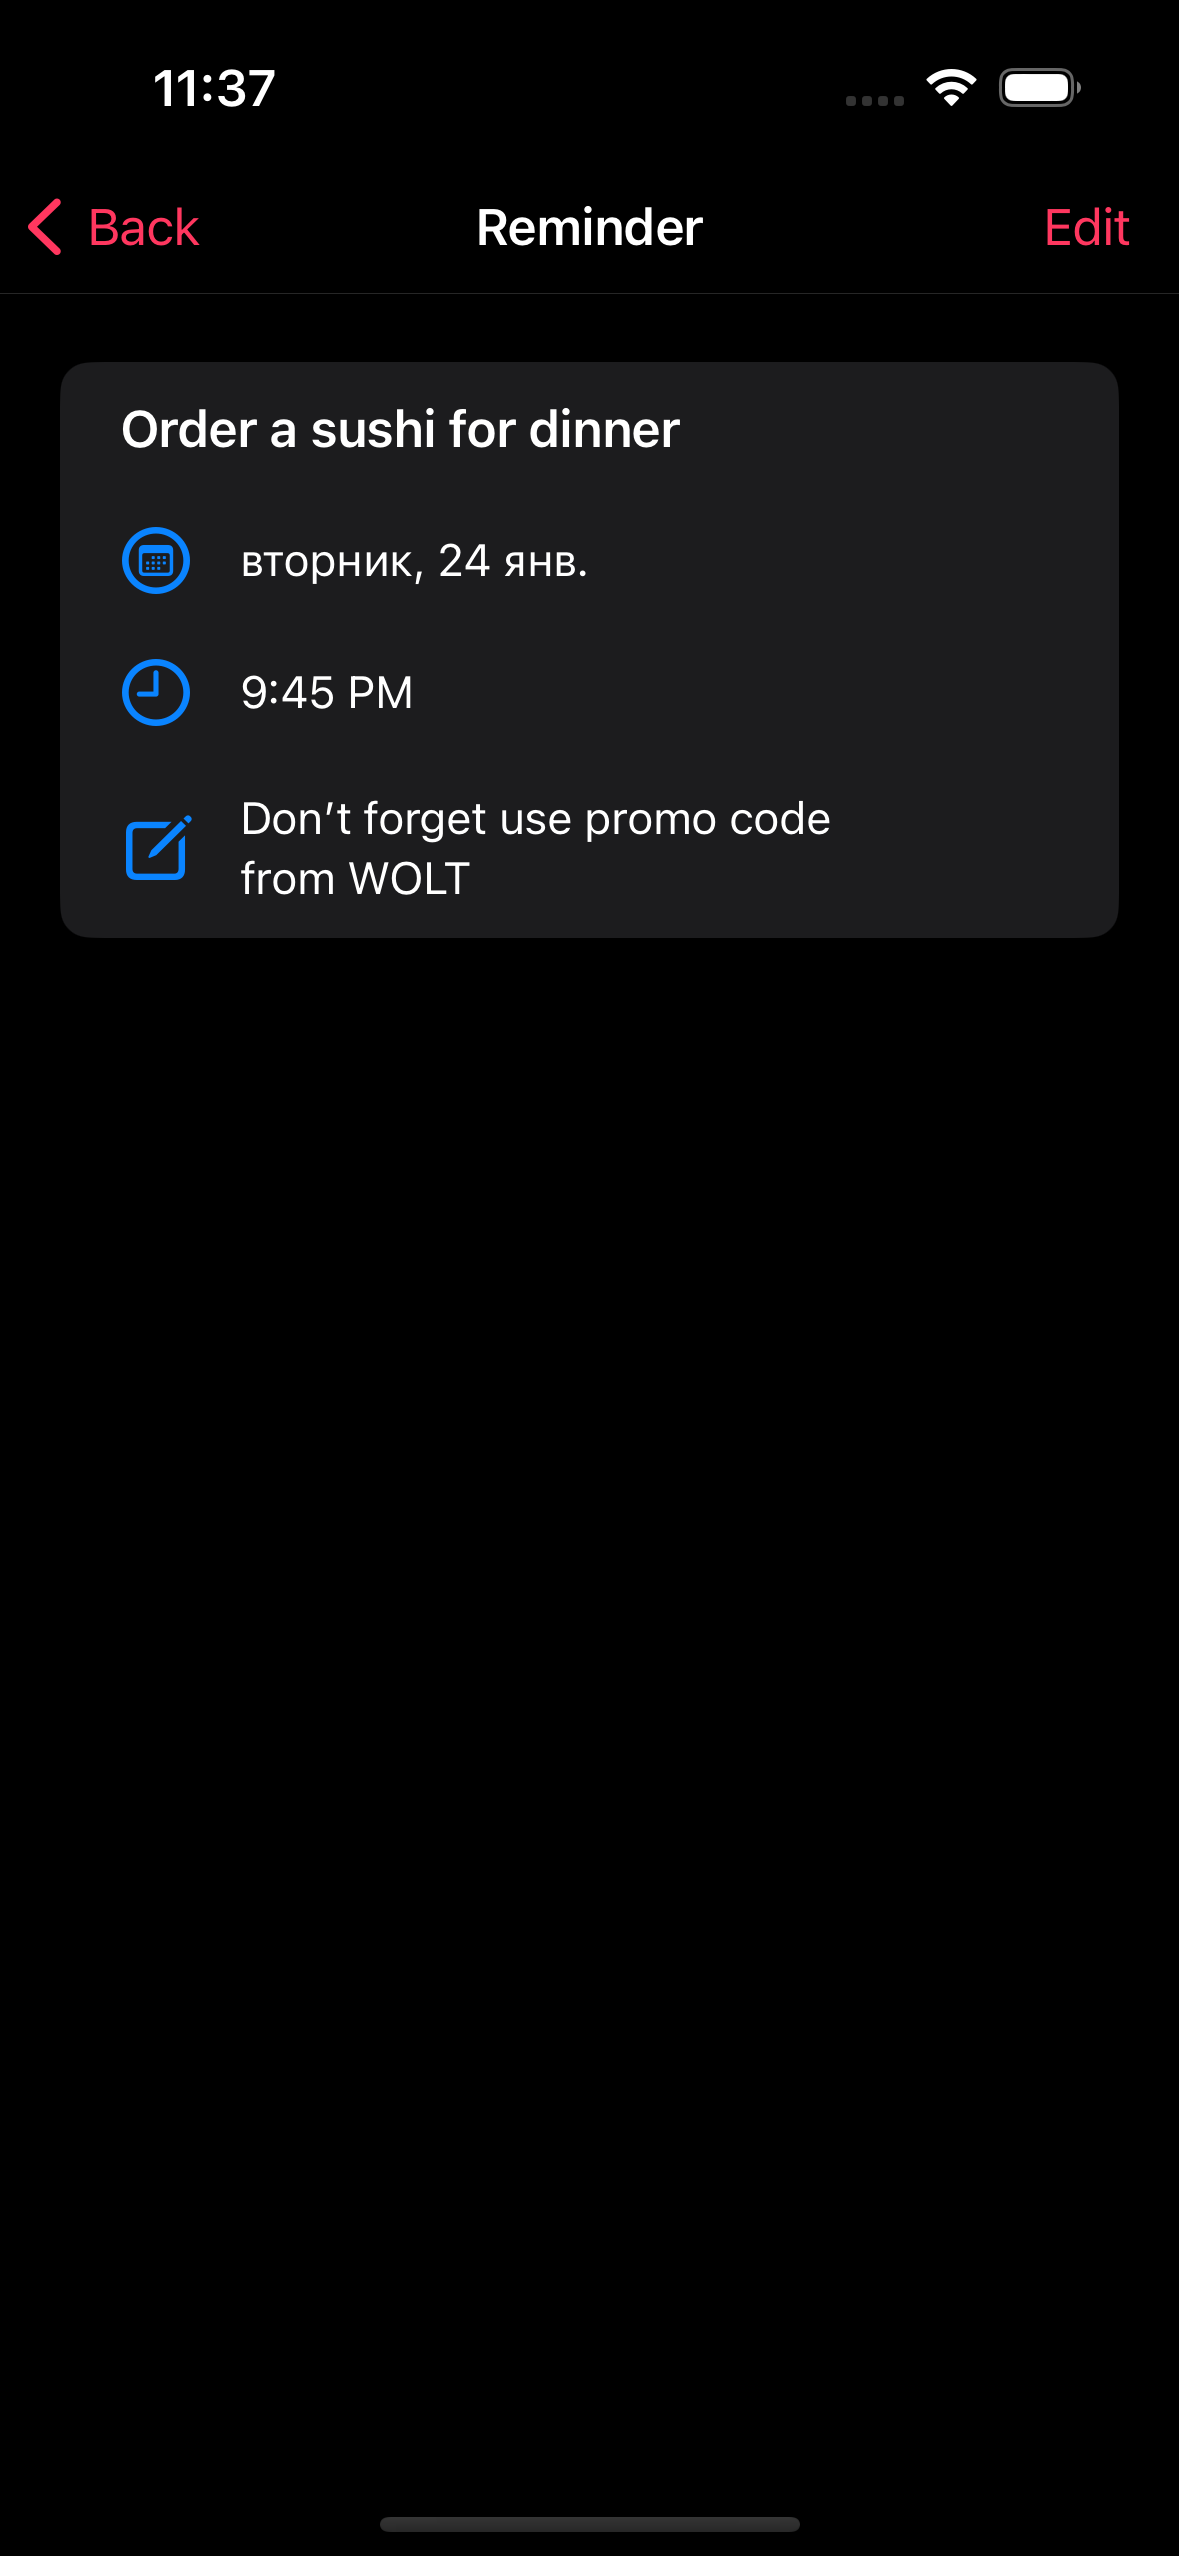 11:37
Back
Reminder
Edit
Order a sushi for dinner
вторник, 24 янв.
9:45 PM
Don’t forget use promo code
from WOLT